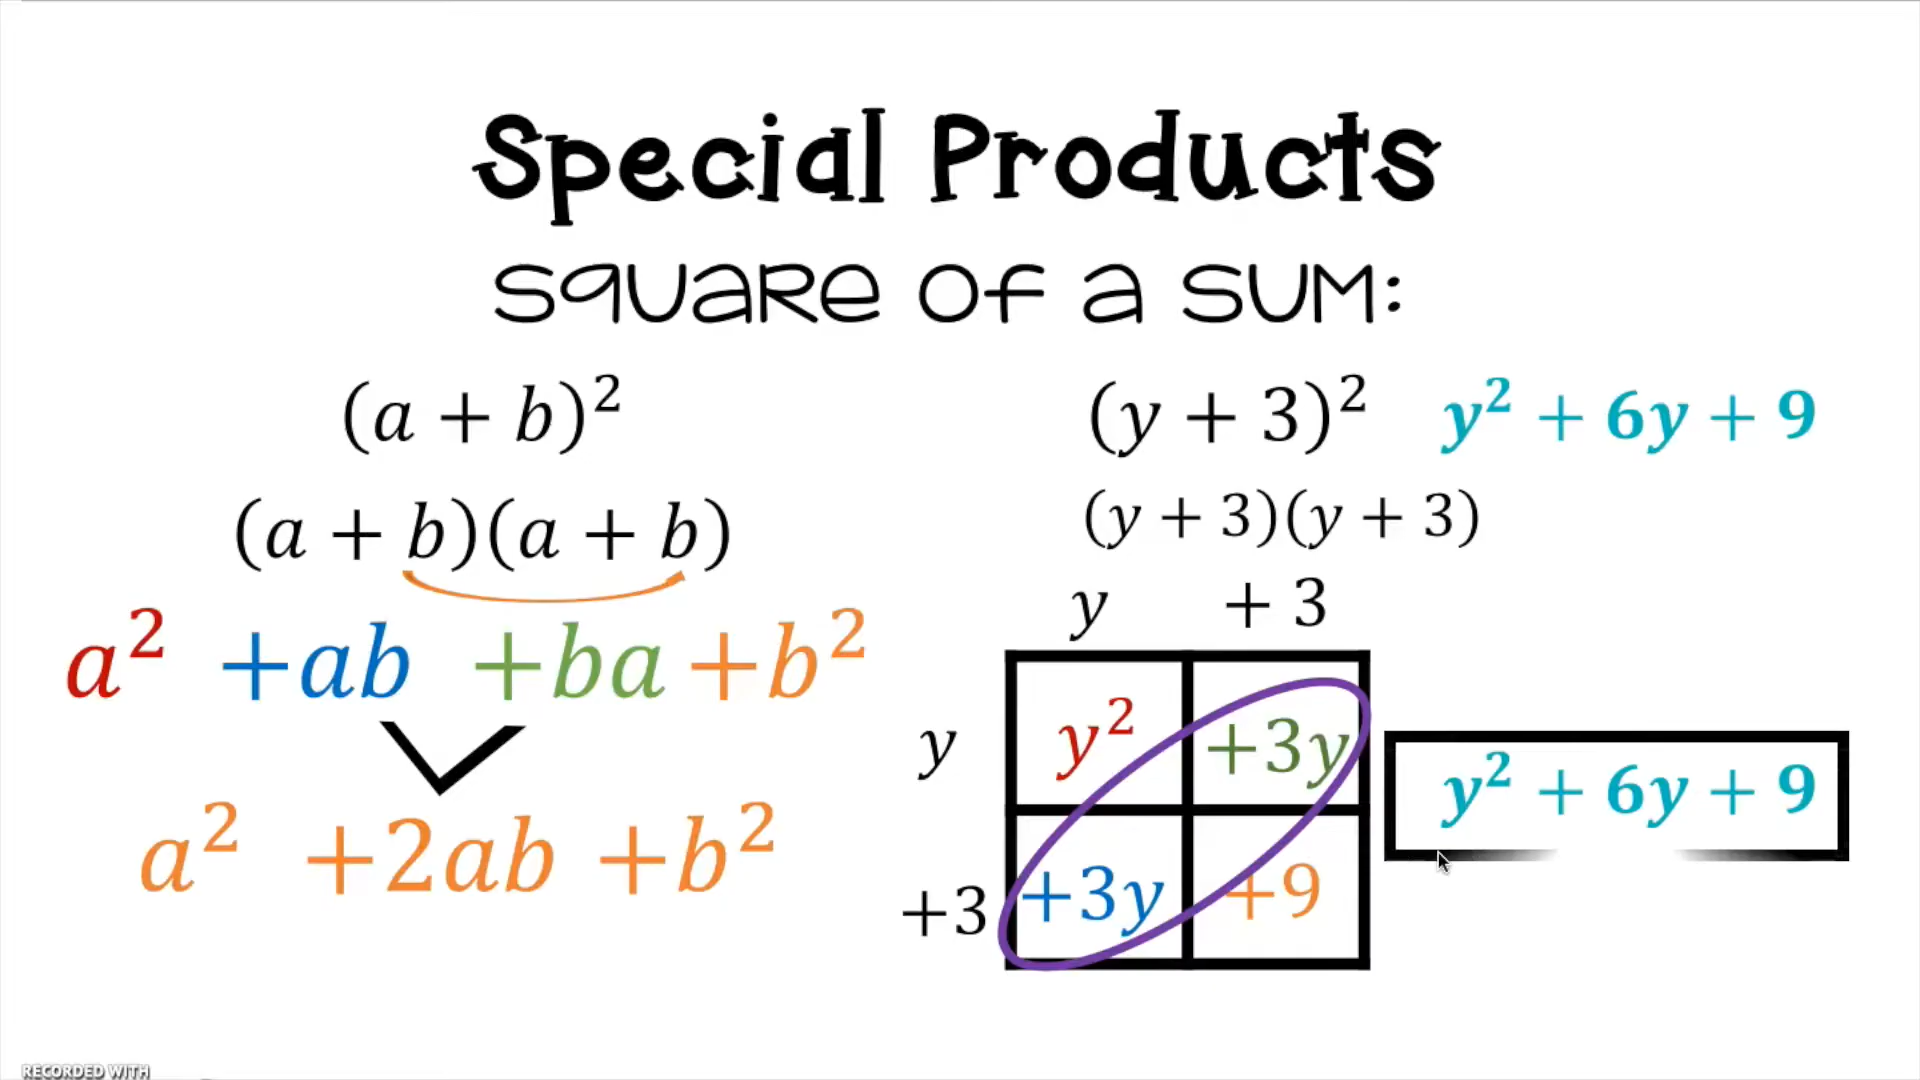 Special Products
SQUARE OF A SUM:
(a + b)²
(a + b)(a + b)
a² +ab +ba +b²
a² +2ab +b²
(y + 3)² y² + 6y + 9
(y + 3)(y + 3)
y + 3
y y² +3y
+3 +3y +9
y² + 6y + 9
RECORDED WITH